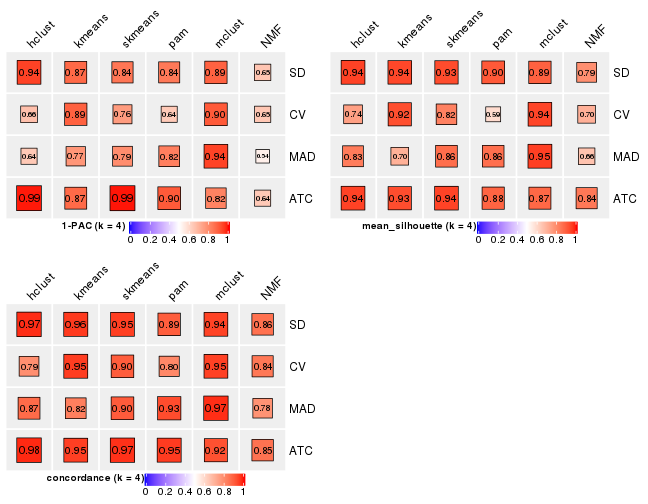 hclust kmeans skmeans pam mclust NMF
0.94 0.87 0.84 0.84 0.89 0.65 SD
0.66 0.89 0.76 0.64 0.90 0.65 CV
0.64 0.77 0.79 0.82 0.94 0.54 MAD
0.99 0.87 0.99 0.90 0.82 0.64 ATC
1-PAC (k = 4)
0 0.2 0.4 0.6 0.8 1
hclust kmeans skmeans pam mclust NMF
0.94 0.94 0.93 0.90 0.89 0.79 SD
0.74 0.92 0.82 0.59 0.94 0.70 CV
0.83 0.70 0.86 0.86 0.95 0.66 MAD
0.94 0.93 0.94 0.88 0.87 0.84 ATC
mean_silhouette (k = 4)
0 0.2 0.4 0.6 0.8 1
hclust kmeans skmeans pam mclust NMF
0.97 0.96 0.95 0.89 0.94 0.86 SD
0.79 0.95 0.90 0.80 0.95 0.84 CV
0.87 0.82 0.90 0.93 0.97 0.78 MAD
0.98 0.95 0.97 0.95 0.92 0.85 ATC
concordance (k = 4)
0 0.2 0.4 0.6 0.8 1